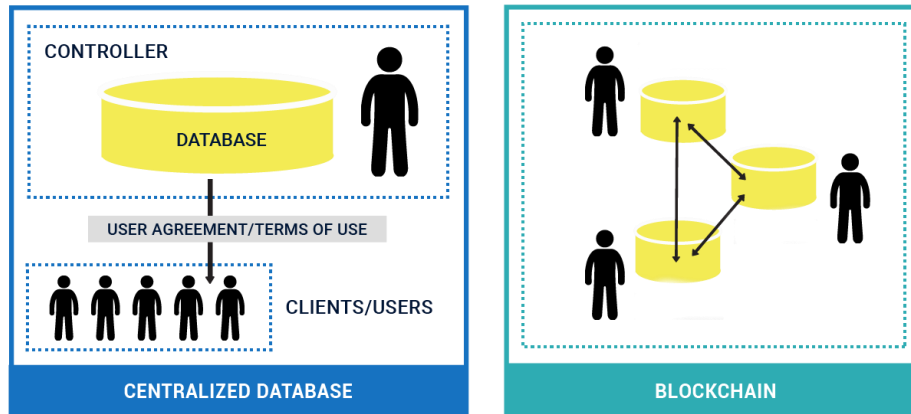 CONTROLLER
DATABASE
USER AGREEMENT/TERMS OF USE
CLIENTS/USERS
CENTRALIZED DATABASE
BLOCKCHAIN